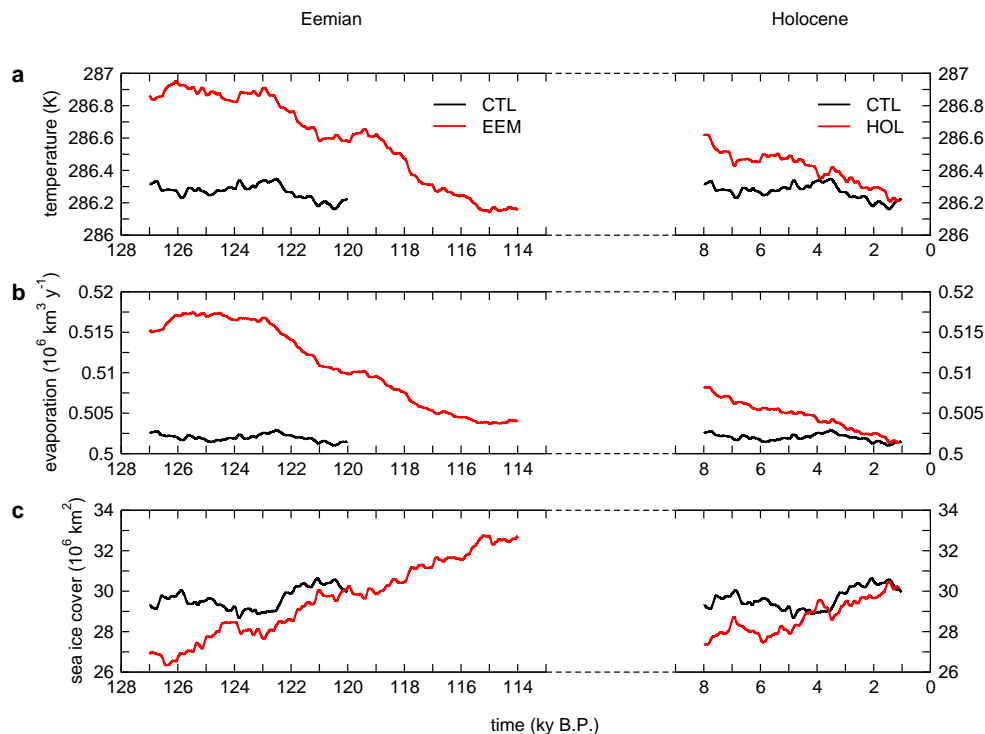 Eemian Holocene
a
temperature (K)
287 287
286.8 286.8
286.6 286.6
286.4 286.4
286.2 286.2
286 286
CTL CTL
EEM HOL
128 126 124 122 120 118 116 114 8 6 4 2 0
b
evaporation (10⁶ km³ y⁻¹)
0.52 0.52
0.515 0.515
0.51 0.51
0.505 0.505
0.5 0.5
128 126 124 122 120 118 116 114 8 6 4 2 0
c
sea ice cover (10⁶ km²)
34 34
32 32
30 30
28 28
26 26
128 126 124 122 120 118 116 114 8 6 4 2 0
time (ky B.P.)